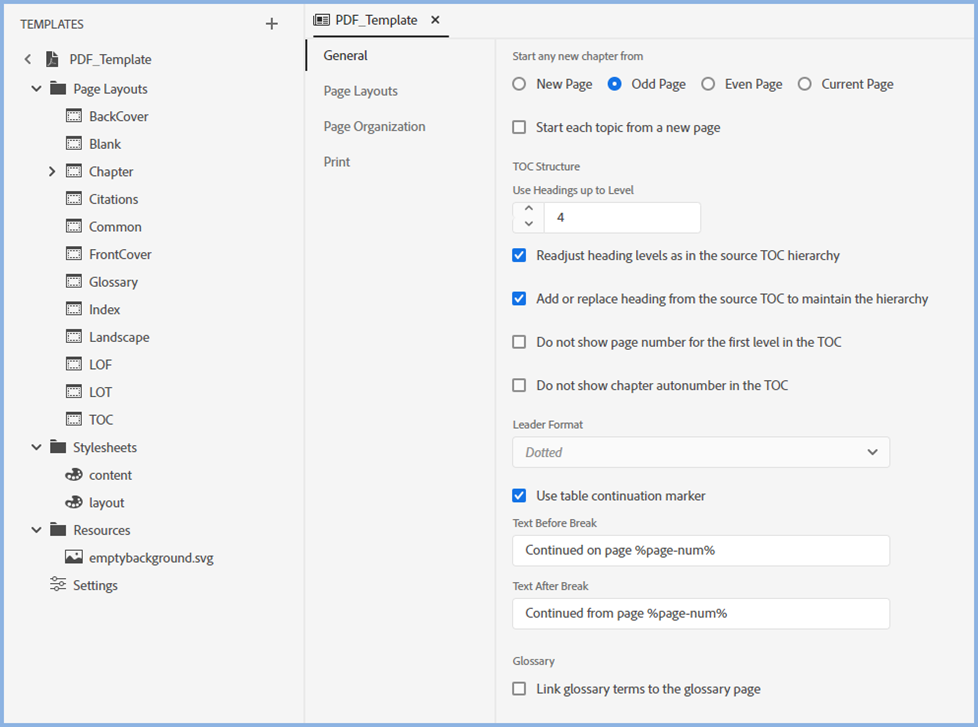 TEMPLATES
PDF_Template
Page Layouts
BackCover
Blank
Chapter
Citations
Common
FrontCover
Glossary
Index
Landscape
LOF
LOT
TOC
Stylesheets
content
layout
Resources
emptybackground.svg
Settings
PDF_Template
General
Page Layouts
Page Organization
Print
Start any new chapter from
New Page Odd Page Even Page Current Page
Start each topic from a new page
TOC Structure
Use Headings up to Level
4
Readjust heading levels as in the source TOC hierarchy
Add or replace heading from the source TOC to maintain the hierarchy
Do not show page number for the first level in the TOC
Do not show chapter autonumber in the TOC
Leader Format
Dotted
Use table continuation marker
Text Before Break
Continued on page %page-num%
Text After Break
Continued from page %page-num%
Glossary
Link glossary terms to the glossary page